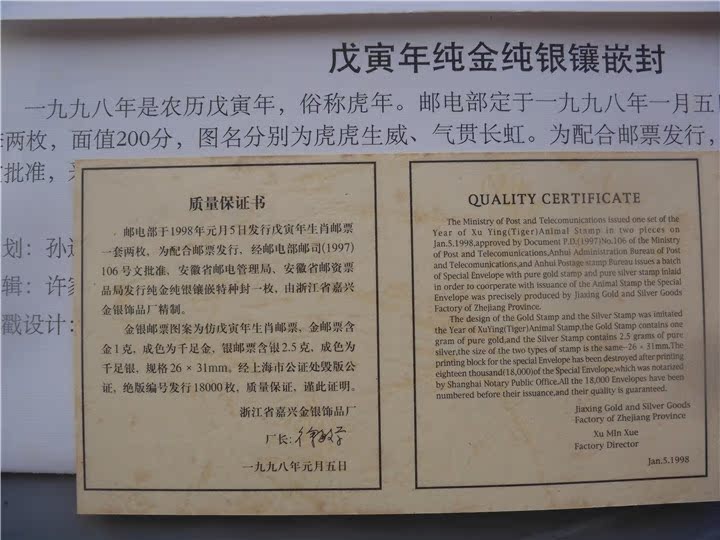 戊寅年纯金纯银镶嵌封
一九九八年是农历戊寅年，俗称虎年。邮电部定于一九九八年一月五
两枚，面值200分，图名分别为虎虎生威、气贯长虹。为配合邮票发行，
批准，
划：孙
辑：许
戳设计：
质量保证书
邮电部于1998年元月5日发行戊寅年生肖邮票
一套两枚，为配合邮票发行，经邮电部邮司(1997)
106号文批准，安徽省邮电管理局、安徽省邮资票
品局发行纯金纯银镶嵌特种封一枚，由浙江省嘉兴
金银饰品厂精制。
金银邮票图案为仿戊寅年生肖邮票，金邮票含
金1克，成色为千足金，银邮票含银2.5克，成色为
千足银，规格26×31mm。经上海市公证处毁版公
证，绝版编号发行18000枚，质量保证，谨此证明。
浙江省嘉兴金银饰品厂
厂长：
一九九八年元月五日
QUALITY CERTIFICATE
The Ministry of Post and Telecomunications issued one set of the
Year of Xu Ying(Tiger)Animal Stamp in two pieces on
Jan.5.1998,approved by Document P.D.(1997)No.106 of the Ministry
of Post and Telecomunications,Anhui Administration Bureau of Post
and Telecomunications,and Anhui Postage stamp Bureau issues a batch
of Special Envelope with pure gold stamp and pure silver stamp inlaid
in order to coorperate with issuance of the Animal Stamp the Special
Envelope was precisely produced by Jiaxing Gold and Silver Goods
Factory of Zhejiang Province.
The design of the Gold Stamp and the Silver Stamp was imitated
the Year of XuYing(Tiger)Animal Stamp,the Gold Stamp contains one
gram of pure gold,and the Silver Stamp contains 2.5 grams of pure
silver,the size of the two types of stamp is the same–26×31mm.The
printing block for the special Envelope has been destroyed after printing
eighteen thousand(18,000)of the Special Envelope,which was notarized
by Shanghai Notary Public Office.All the 18,000 Envelopes have been
numbered before their issuance,and their quality is guaranteed.
Jiaxing Gold and Silver Goods
Factory of Zhejiang Province
Xu Min Xue
Factory Director
Jan.5.1998